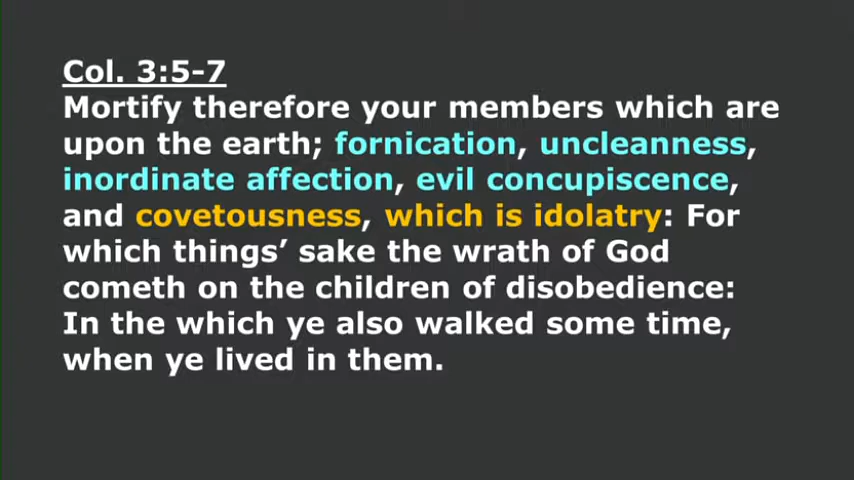 Col. 3:5-7
Mortify therefore your members which are
upon the earth; fornication, uncleanness,
inordinate affection, evil concupiscence,
and covetousness, which is idolatry: For
which things’ sake the wrath of God
cometh on the children of disobedience:
In the which ye also walked some time,
when ye lived in them.